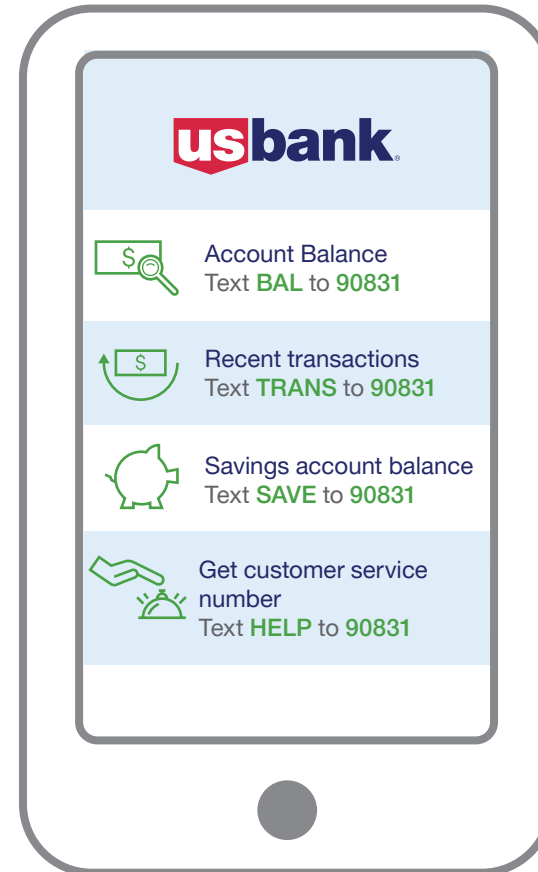 usbank®
$
Account Balance
Text BAL to 90831
$
Recent transactions
Text TRANS to 90831
Savings account balance
Text SAVE to 90831
Get customer service
number
Text HELP to 90831